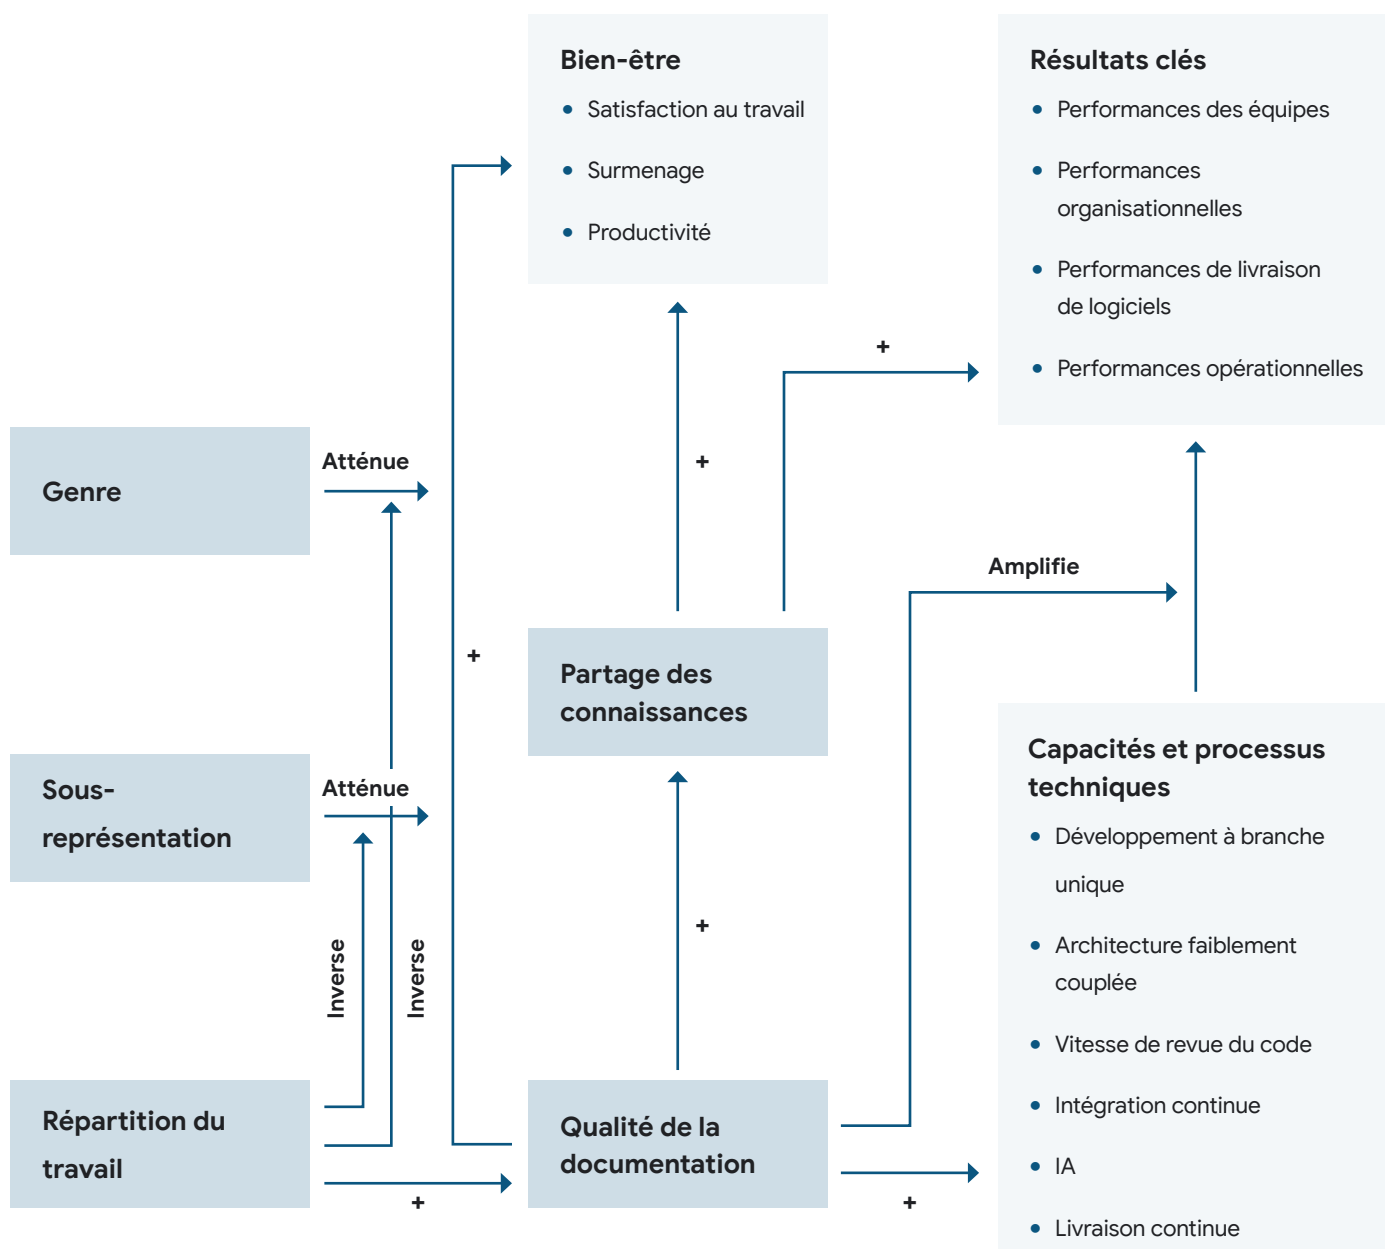 Bien-être
Satisfaction au travail
Surmenage
Productivité
Résultats clés
Performances des équipes
Performances
organisationnelles
Performances de livraison
de logiciels
Performances opérationnelles
+
+
Genre
Atténue
Amplifie
+
Partage des
connaissances
Sous-
représentation
Atténue
Inverse
Inverse
+
Capacités et processus
techniques
Développement à branche
unique
Architecture faiblement
couplée
Vitesse de revue du code
Intégration continue
IA
Livraison continue
Répartition du
travail
+
Qualité de la
documentation
+